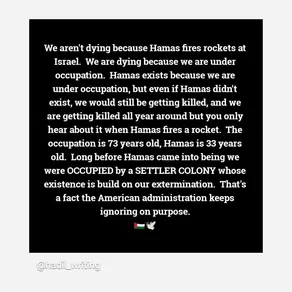 We aren't dying because Hamas fires rockets at
Israel. We are dying because we are under
occupation. Hamas exists because we are
under occupation, but even if Hamas didn't
exist, we would still be getting killed, and we
are getting killed all year around but you only
hear about it when Hamas fires a rocket. The
occupation is 73 years old, Hamas is 33 years
old. Long before Hamas came into being we
were OCCUPIED by a SETTLER COLONY whose
existence is build on our extermination. That's
a fact the American administration keeps
ignoring on purpose.
🇵🇸🕊
@hadil_writing